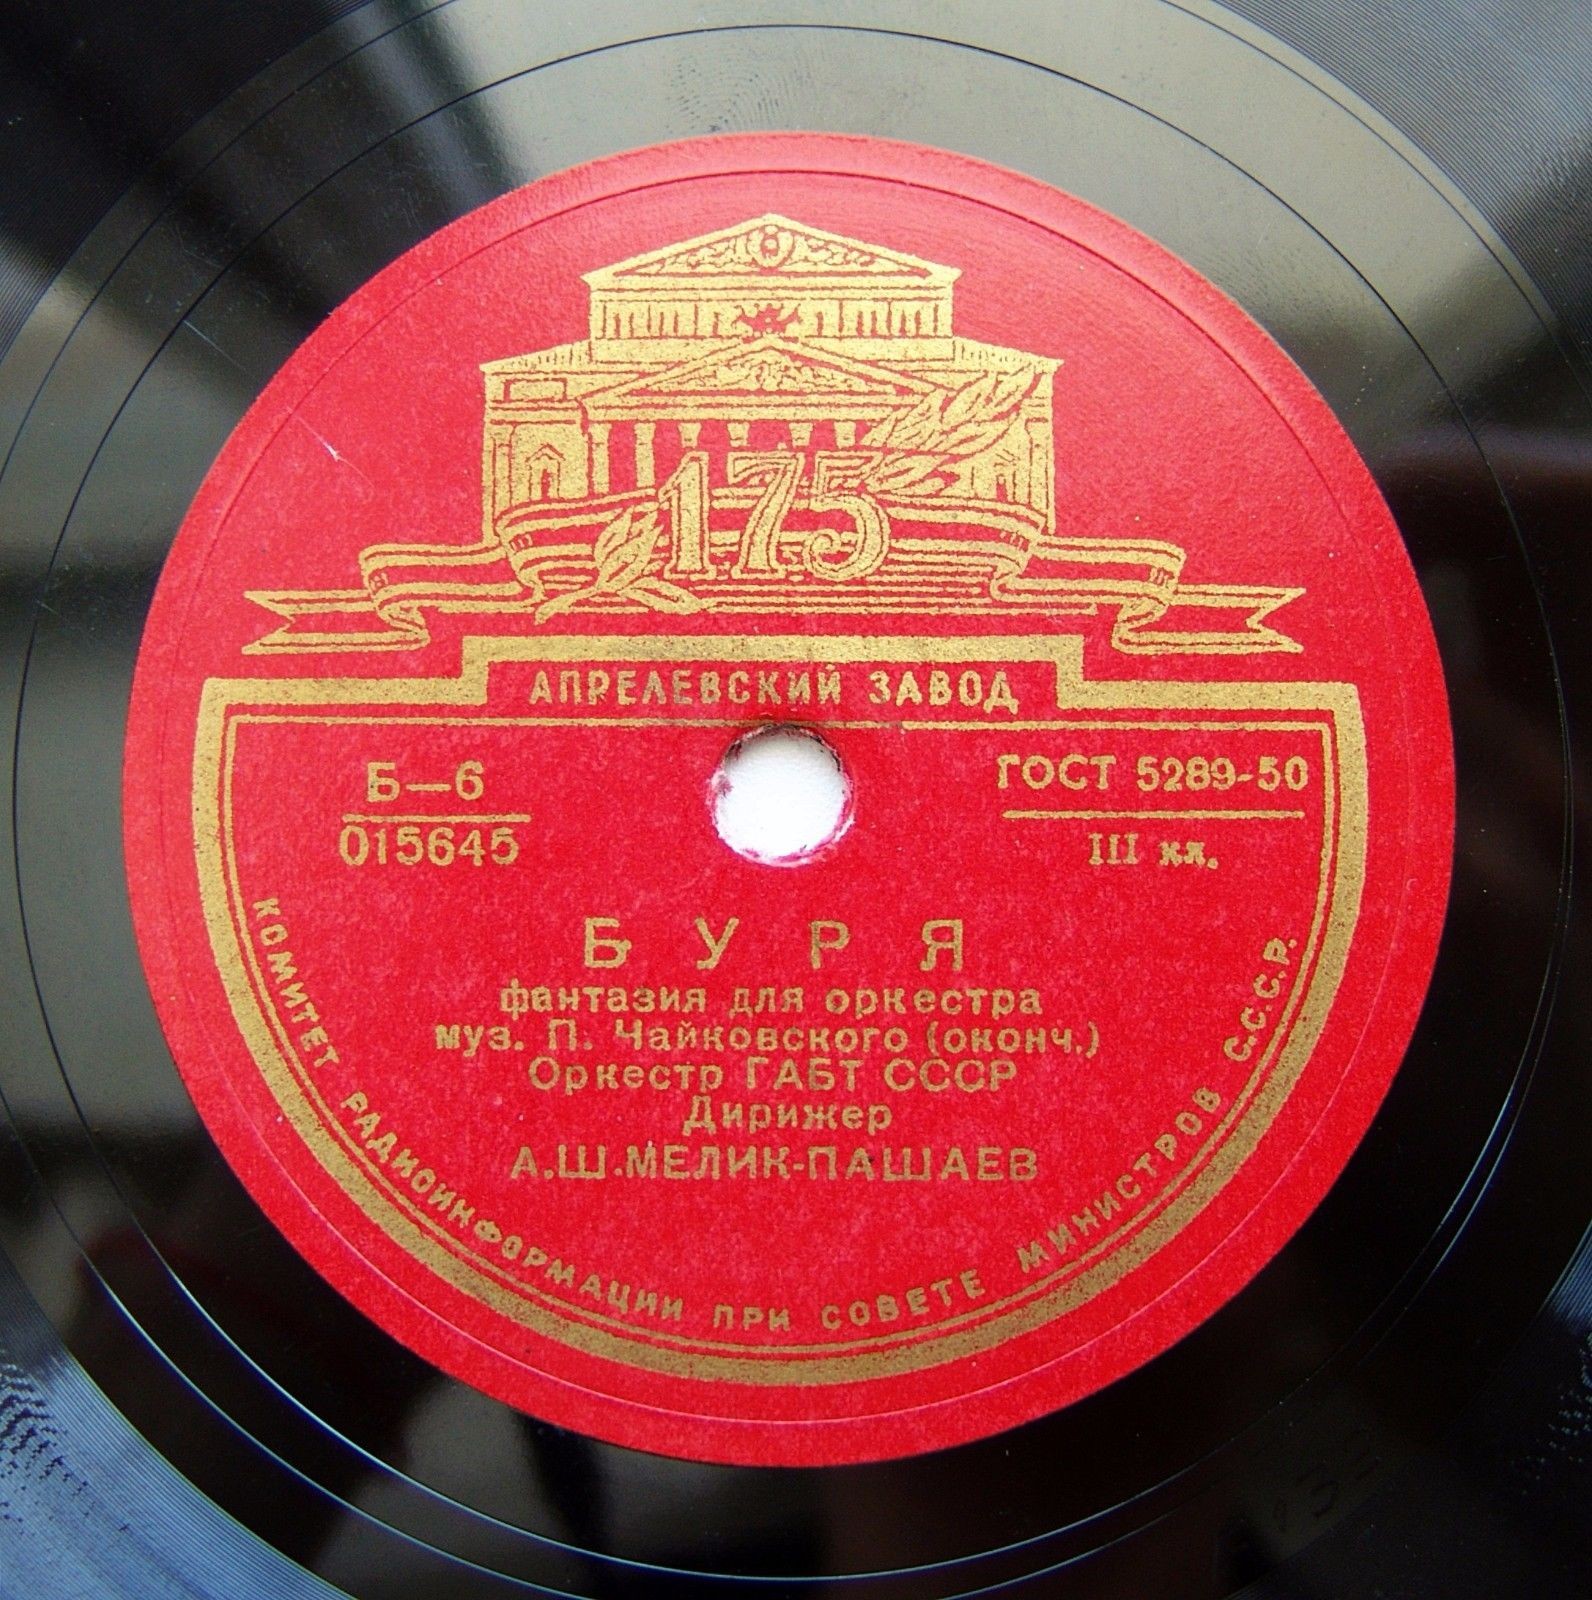 175
АПРЕЛЕВСКИЙ ЗАВОД
Б—6
015645
ГОСТ 5289-50
III кл.
БУРЯ
фантазия для оркестра
муз. П. Чайковского (оконч.)
Оркестр ГАБТ СССР
Дирижер
А.Ш.МЕЛИК-ПАШАЕВ
КОМИТЕТ РАДИОИНФОРМАЦИИ ПРИ СОВЕТЕ МИНИСТРОВ С.С.С.Р.